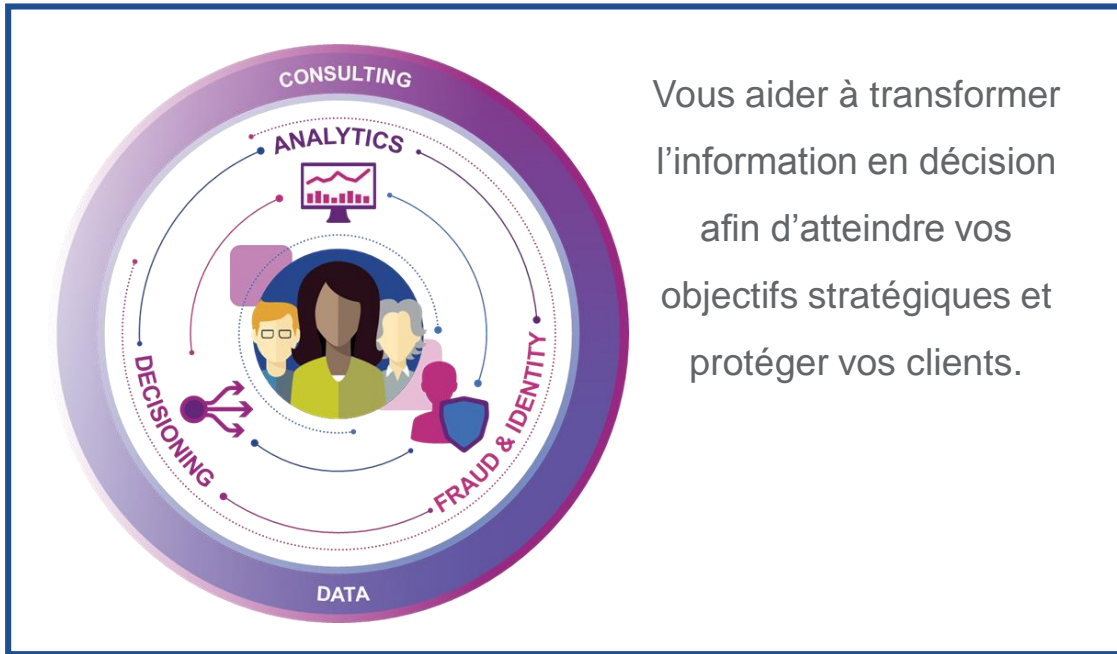 CONSULTING
ANALYTICS
DECISIONING
FRAUD & IDENTITY
DATA
Vous aider à transformer
l’information en décision
afin d’atteindre vos
objectifs stratégiques et
protéger vos clients.